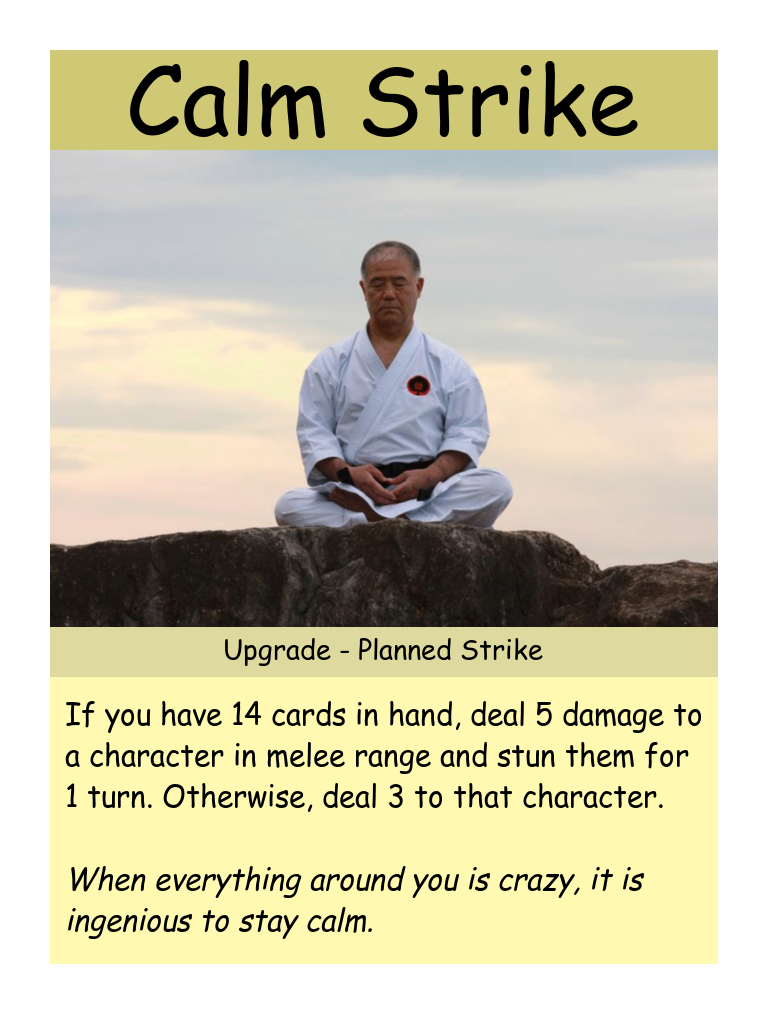 Calm Strike
Upgrade - Planned Strike
If you have 14 cards in hand, deal 5 damage to
a character in melee range and stun them for
1 turn. Otherwise, deal 3 to that character.
When everything around you is crazy, it is
ingenious to stay calm.